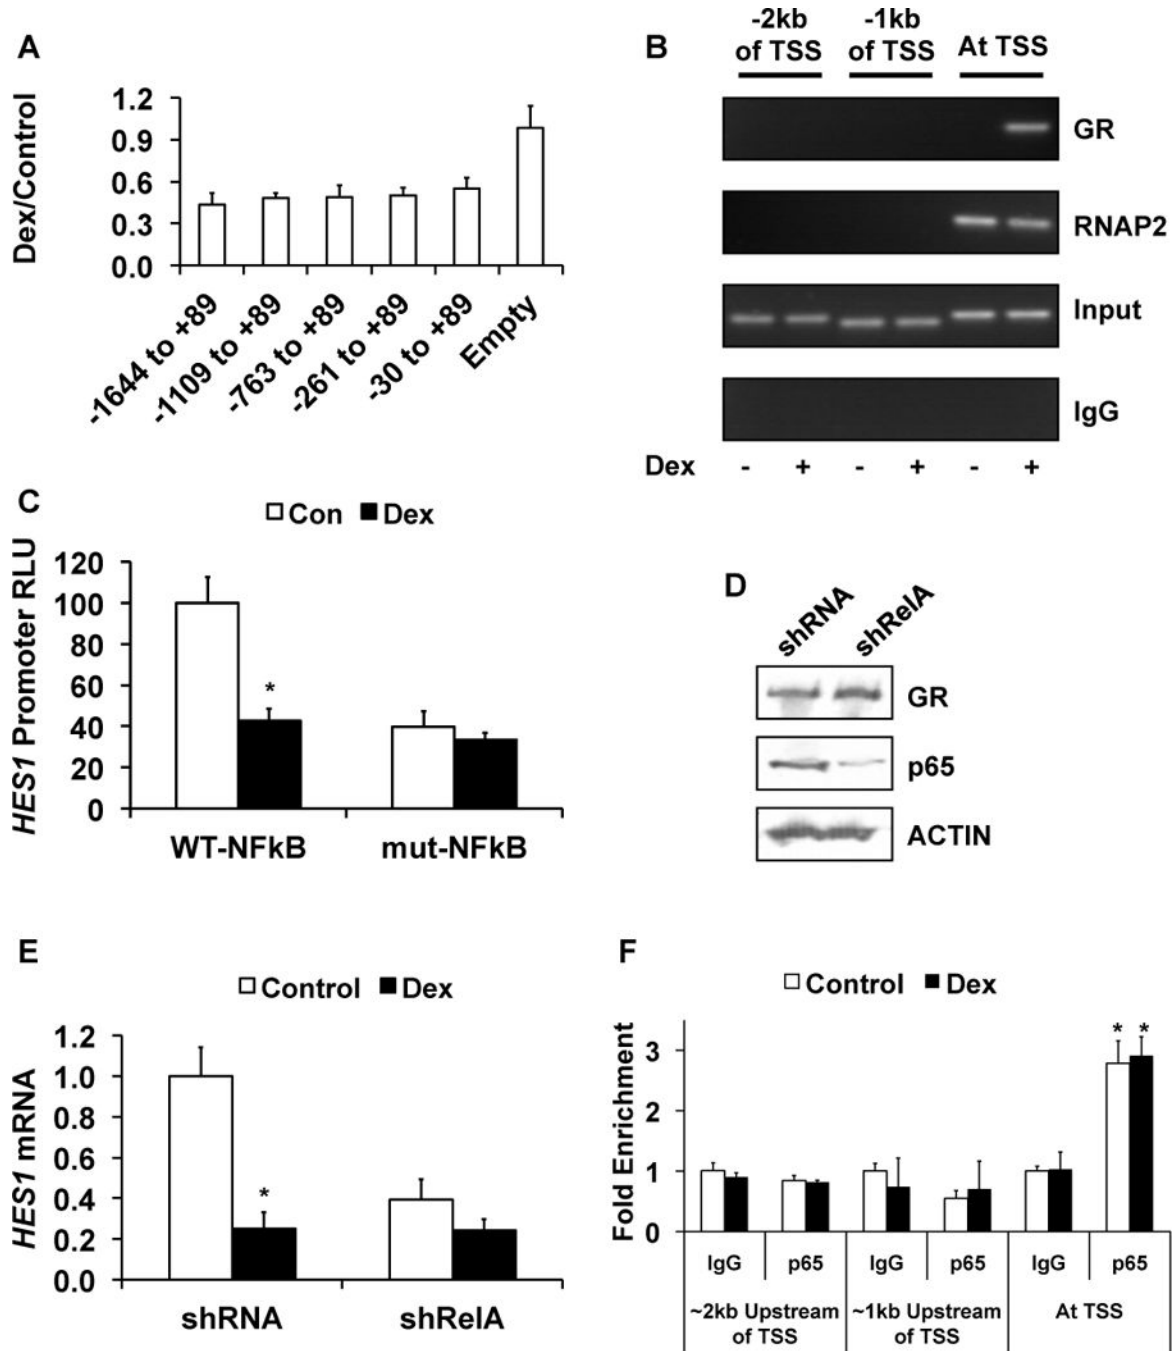 A
Dex/Control
1.2
0.9
0.6
0.3
0.0
-1644 to +89
-1109 to +89
-763 to +89
-261 to +89
-30 to +89
Empty
B
-2kb
of TSS
-1kb
of TSS
At TSS
GR
RNAP2
Input
IgG
Dex - + - + - +
C
Con Dex
HES1 Promoter RLU
120
100
80
60
40
20
0
*
WT-NFkB mut-NFkB
D
shRNA shRelA
GR
p65
ACTIN
E
Control Dex
HES1 mRNA
1.2
1.0
0.8
0.6
0.4
0.2
0.0
*
shRNA shRelA
F
Control Dex
Fold Enrichment
3
2
1
0
* *
IgG p65 IgG p65 IgG p65
~2kb Upstream
of TSS
~1kb Upstream
of TSS
At TSS